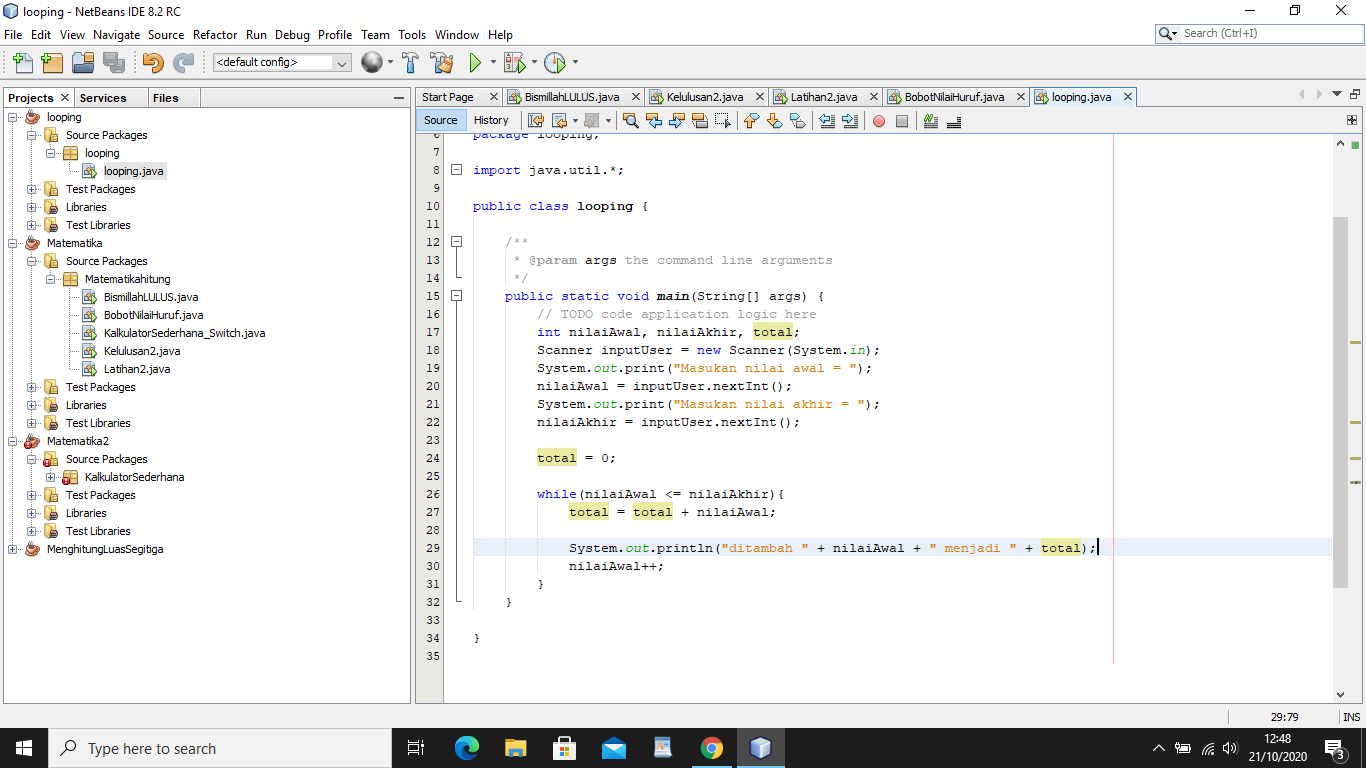 looping - NetBeans IDE 8.2 RC
File Edit View Navigate Source Refactor Run Debug Profile Team Tools Window Help
Search (Ctrl+I)
<default config>
Projects Services Files
looping
Source Packages
looping
looping.java
Test Packages
Libraries
Test Libraries
Matematika
Source Packages
Matematikahitung
BismillahLULUS.java
BobotNilaiHuruf.java
KalkulatorSederhana_Switch.java
Kelulusan2.java
Latihan2.java
Test Packages
Libraries
Test Libraries
Matematika2
Source Packages
KalkulatorSederhana
Test Packages
Libraries
Test Libraries
MenghitungLuasSegitiga
Start Page BismillahLULUS.java Kelulusan2.java Latihan2.java BobotNilaiHuruf.java looping.java
Source History
6 package looping;
7
8 import java.util.*;
9
10 public class looping {
11
12 /**
13 * @param args the command line arguments
14 */
15 public static void main(String[] args) {
16 // TODO code application logic here
17 int nilaiAwal, nilaiAkhir, total;
18 Scanner inputUser = new Scanner(System.in);
19 System.out.print("Masukan nilai awal = ");
20 nilaiAwal = inputUser.nextInt();
21 System.out.print("Masukan nilai akhir = ");
22 nilaiAkhir = inputUser.nextInt();
23
24 total = 0;
25
26 while(nilaiAwal <= nilaiAkhir){
27 total = total + nilaiAwal;
28
29 System.out.println("ditambah " + nilaiAwal + " menjadi " + total);
30 nilaiAwal++;
31 }
32 }
33
34 }
35
29:79 INS
Type here to search
12:48
21/10/2020
3